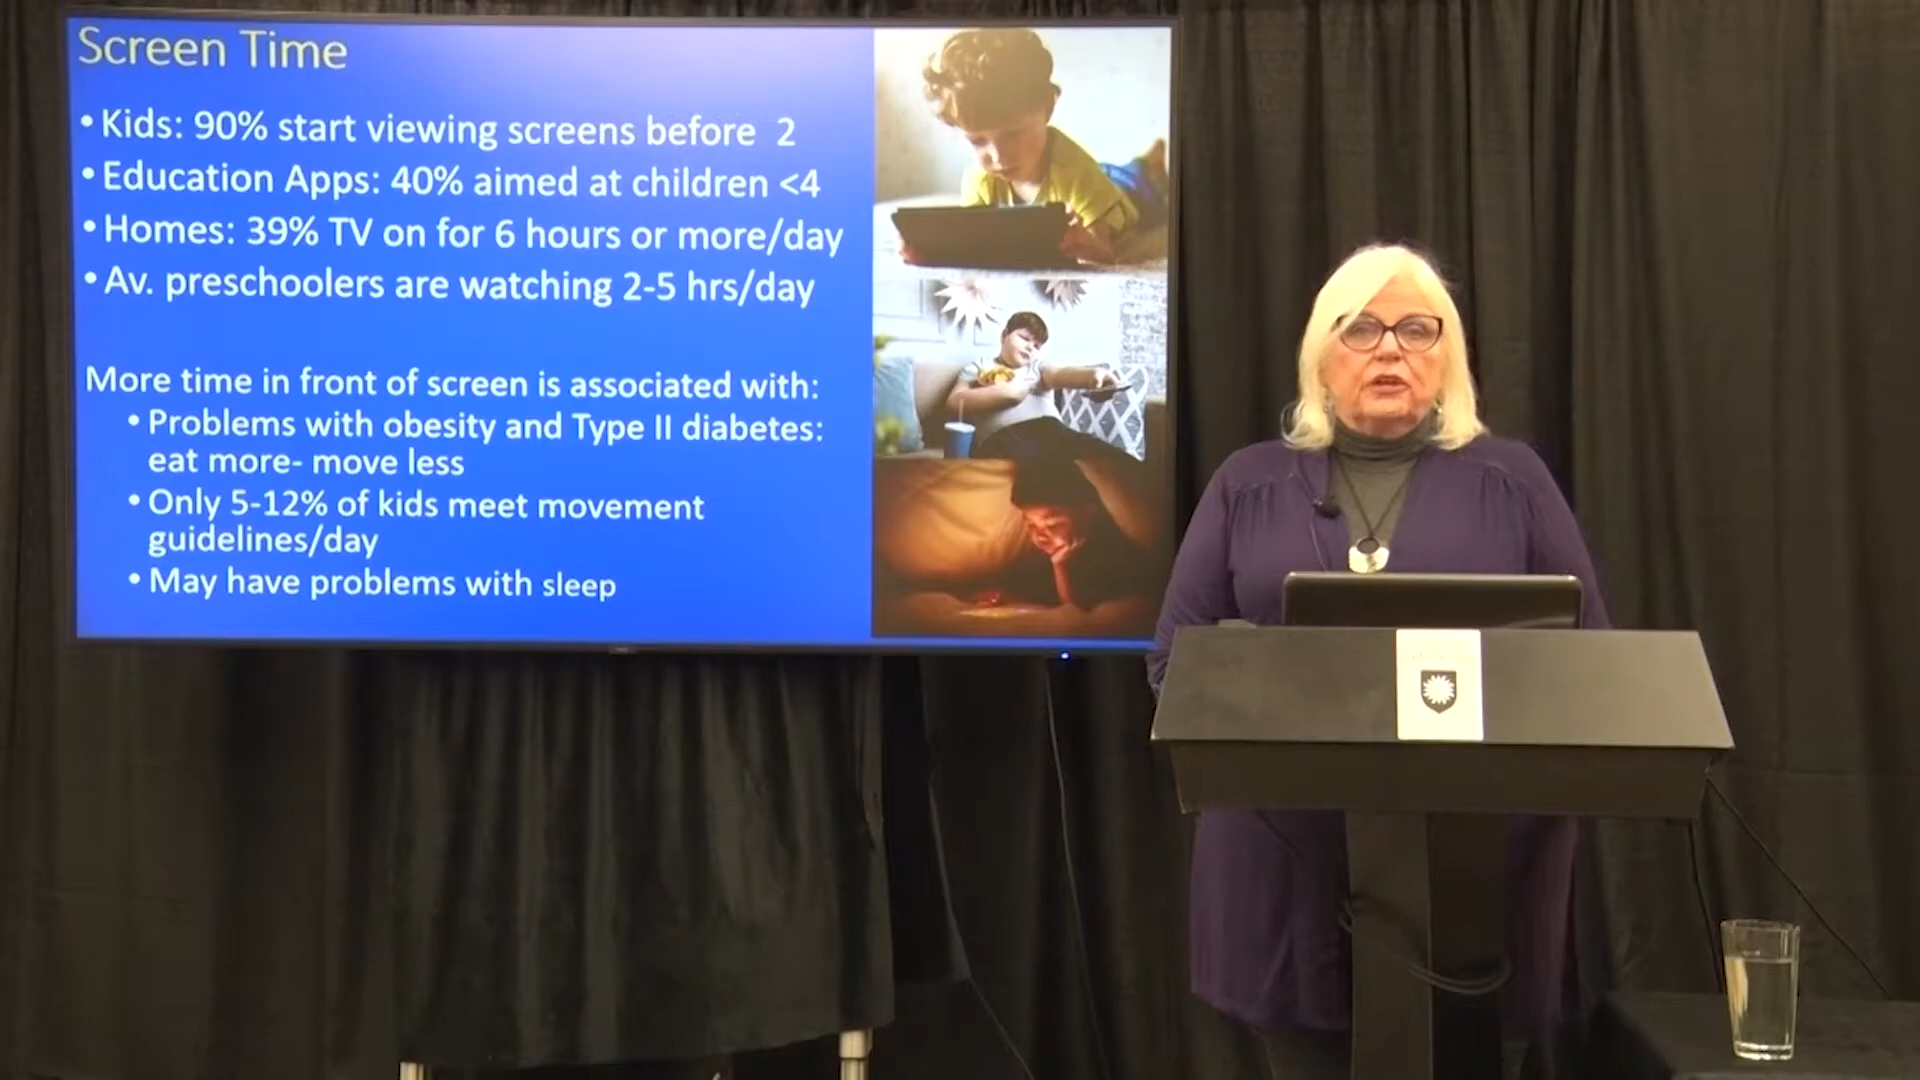 Screen Time
• Kids: 90% start viewing screens before 2
• Education Apps: 40% aimed at children <4
• Homes: 39% TV on for 6 hours or more/day
• Av. preschoolers are watching 2-5 hrs/day
More time in front of screen is associated with:
• Problems with obesity and Type II diabetes:
eat more- move less
• Only 5-12% of kids meet movement
guidelines/day
• May have problems with sleep